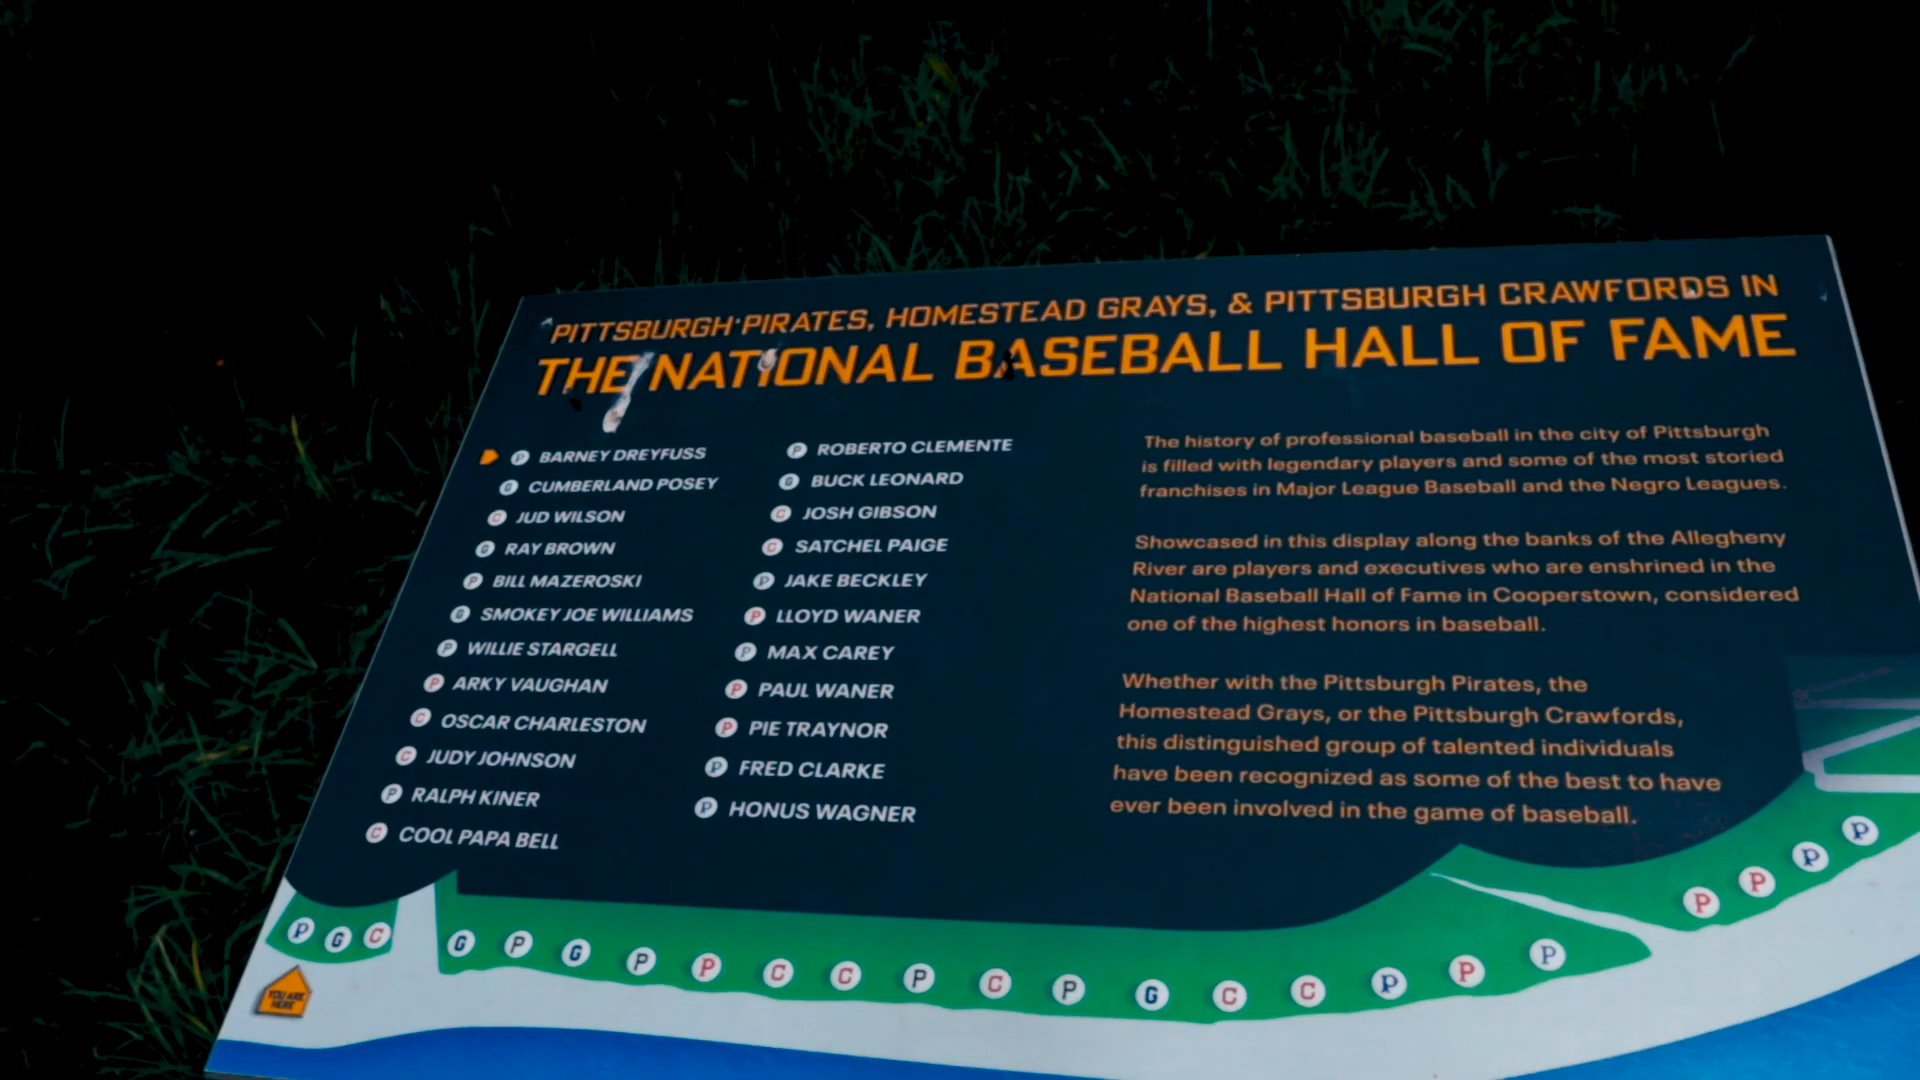 PITTSBURGH PIRATES, HOMESTEAD GRAYS, & PITTSBURGH CRAWFORDS IN
THE NATIONAL BASEBALL HALL OF FAME
P BARNEY DREYFUSS
G CUMBERLAND POSEY
C JUD WILSON
G RAY BROWN
P BILL MAZEROSKI
G SMOKEY JOE WILLIAMS
P WILLIE STARGELL
P ARKY VAUGHAN
C OSCAR CHARLESTON
C JUDY JOHNSON
P RALPH KINER
C COOL PAPA BELL
P ROBERTO CLEMENTE
G BUCK LEONARD
C JOSH GIBSON
C SATCHEL PAIGE
P JAKE BECKLEY
P LLOYD WANER
P MAX CAREY
P PAUL WANER
P PIE TRAYNOR
P FRED CLARKE
P HONUS WAGNER
The history of professional baseball in the city of Pittsburgh
is filled with legendary players and some of the most storied
franchises in Major League Baseball and the Negro Leagues.
Showcased in this display along the banks of the Allegheny
River are players and executives who are enshrined in the
National Baseball Hall of Fame in Cooperstown, considered
one of the highest honors in baseball.
Whether with the Pittsburgh Pirates, the
Homestead Grays, or the Pittsburgh Crawfords,
this distinguished group of talented individuals
have been recognized as some of the best to have
ever been involved in the game of baseball.
P G C G P G P P C C P C P G C C P P P P P P P
YOU ARE
HERE